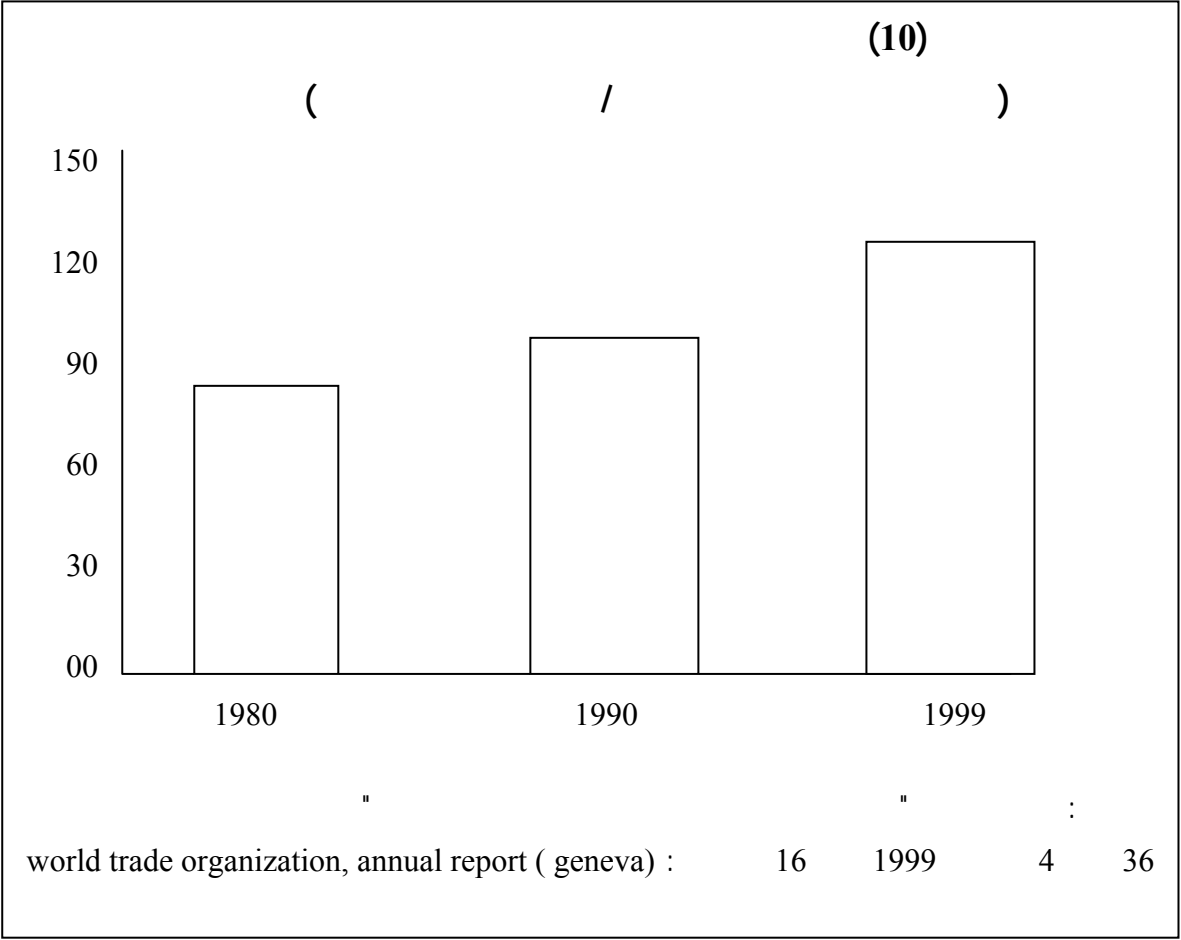 (10)
( / )
150
120
90
60
30
00
1980 1990 1999
" " :
world trade organization, annual report ( geneva) : 16 1999 4 36